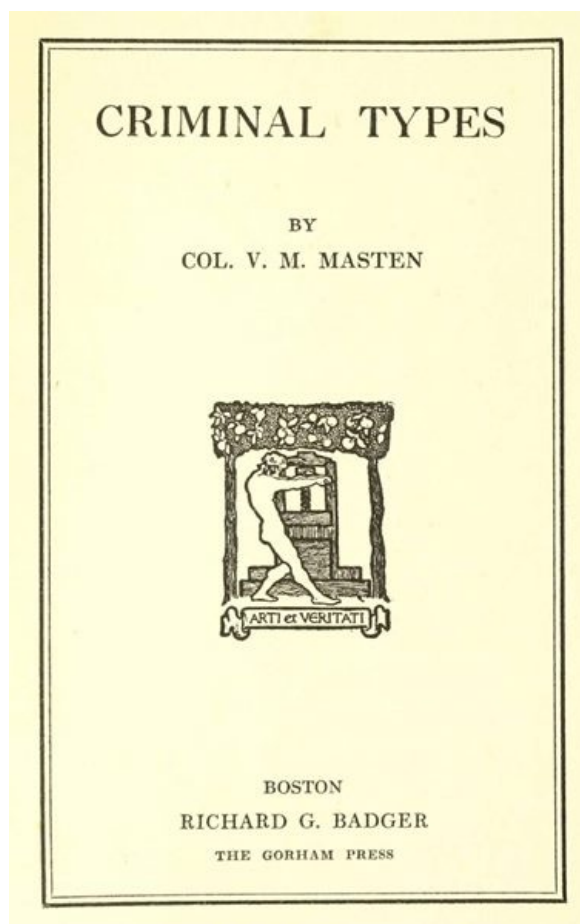 CRIMINAL TYPES
BY
COL. V. M. MASTEN
ARTI et VERITATI
BOSTON
RICHARD G. BADGER
THE GORHAM PRESS